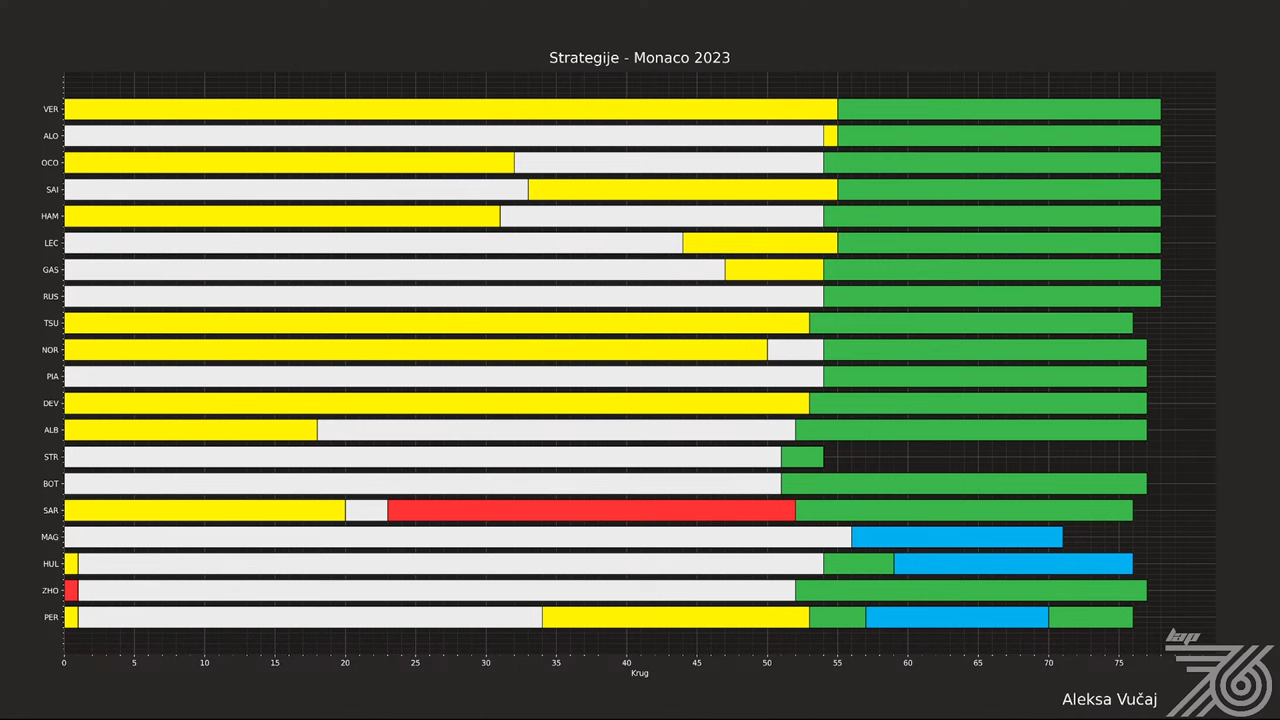 Strategije - Monaco 2023
VER
ALO
OCO
SAI
HAM
LEC
GAS
RUS
TSU
NOR
PIA
DEV
ALB
STR
BOT
SAR
MAG
HUL
ZHO
PER
0 5 10 15 20 25 30 35 40 45 50 55 60 65 70 75
Krug
lap
76
Aleksa Vučaj